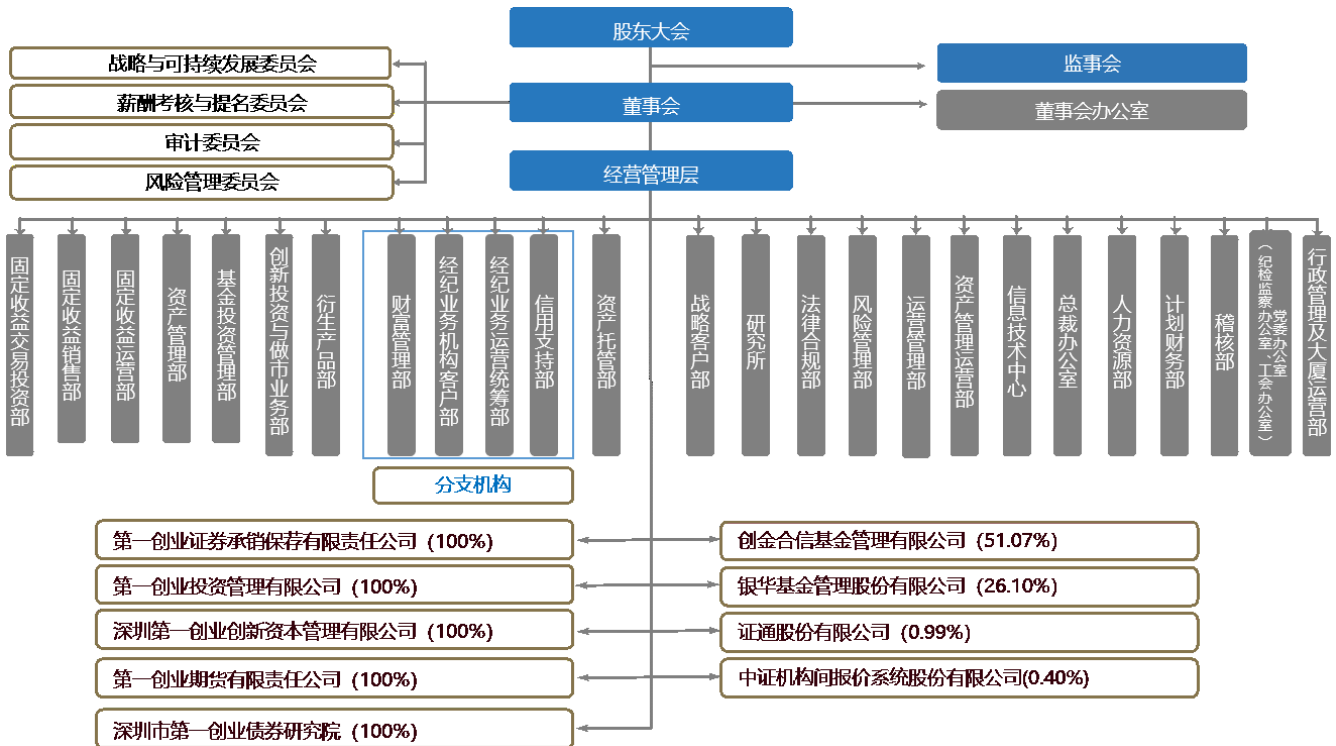 股东大会
战略与可持续发展委员会
监事会
薪酬考核与提名委员会
董事会
董事会办公室
审计委员会
经营管理层
风险管理委员会
固定收益交易投资部
固定收益销售部
固定收益运营部
资产管理部
基金投资管理部
创新投资与做市业务部
衍生产品部
财富管理部
经纪业务机构客户部
经纪业务运营统筹部
信用支持部
资产托管部
战略客户部
研究所
法律合规部
风险管理部
运营管理部
资产管理运营部
信息技术中心
总裁办公室
人力资源部
计划财务部
稽核部
党委办公室
（纪检监察办公室、工会办公室）
行政管理及大厦运营部
分支机构
第一创业证券承销保荐有限责任公司 (100%)
创金合信基金管理有限公司 (51.07%)
第一创业投资管理有限公司 (100%)
银华基金管理股份有限公司 (26.10%)
深圳第一创业创新资本管理有限公司 (100%)
证通股份有限公司 (0.99%)
第一创业期货有限责任公司 (100%)
中证机构间报价系统股份有限公司(0.40%)
深圳市第一创业债券研究院 (100%)